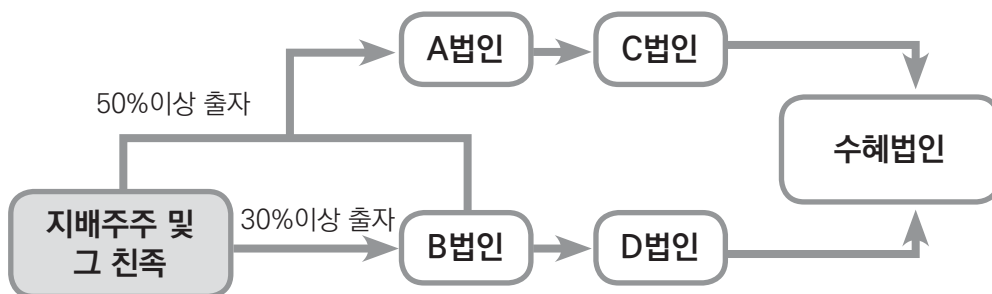 A법인
C법인
50%이상 출자
수혜법인
지배주주 및
그 친족
30%이상 출자
B법인
D법인